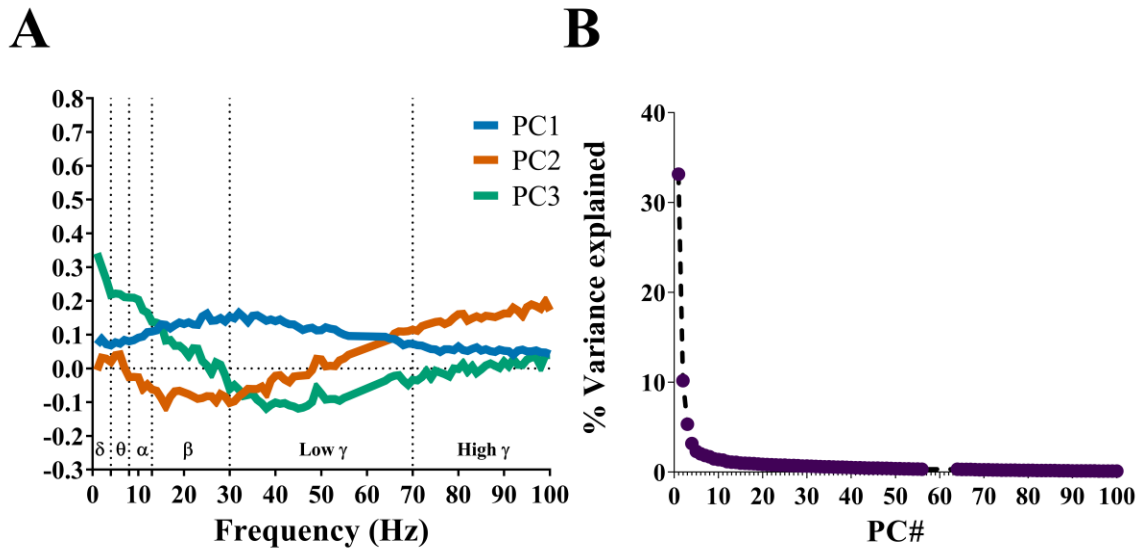 A
0.8
0.7
0.6
0.5
0.4
0.3
0.2
0.1
0.0
-0.1
-0.2
-0.3
PC1
PC2
PC3
δ θ α β Low γ High γ
0 10 20 30 40 50 60 70 80 90 100
Frequency (Hz)
B
40
30
20
10
0
% Variance explained
0 10 20 30 40 50 60 70 80 90 100
PC#